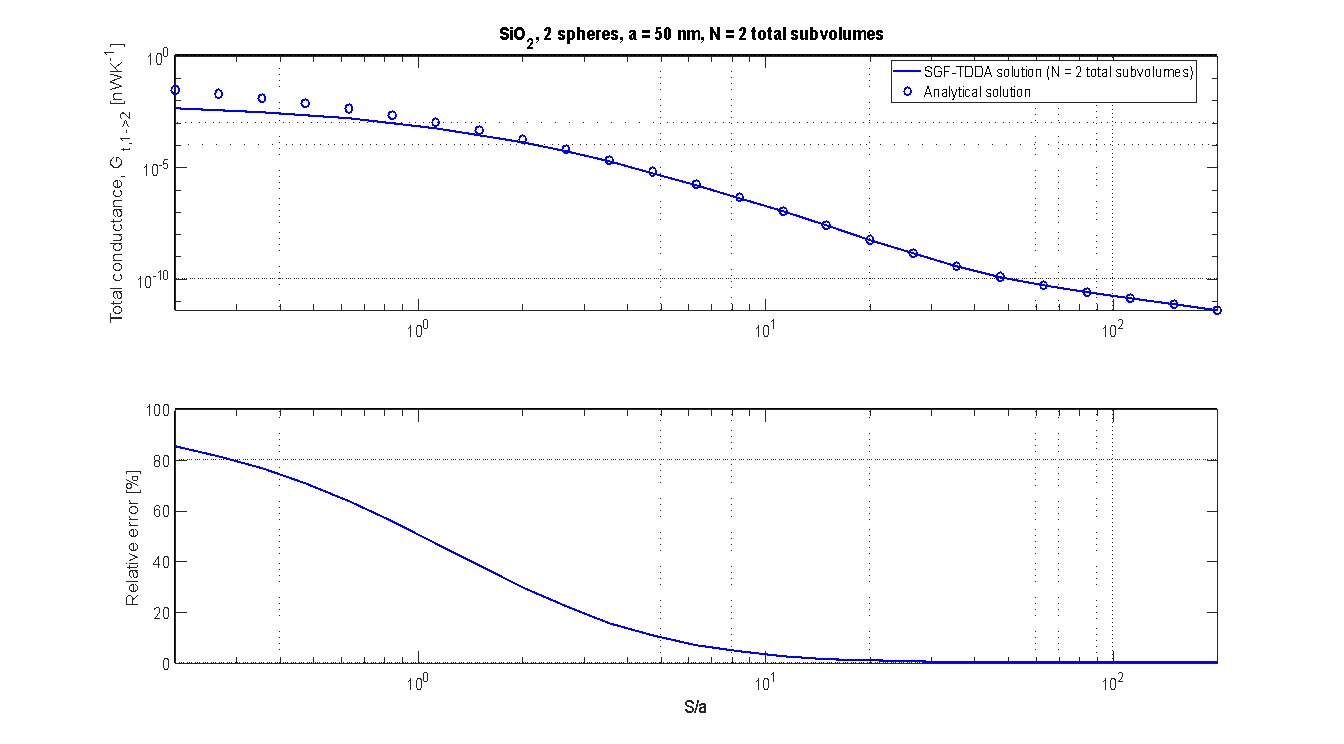 SiO2, 2 spheres, a = 50 nm, N = 2 total subvolumes
Total conductance, G t,1->2 [nWK-1]
10^0
10^-5
10^-10
SGF-TDDA solution (N = 2 total subvolumes)
Analytical solution
10^0
10^1
10^2
Relative error [%]
100
80
60
40
20
0
10^0
10^1
10^2
S/a